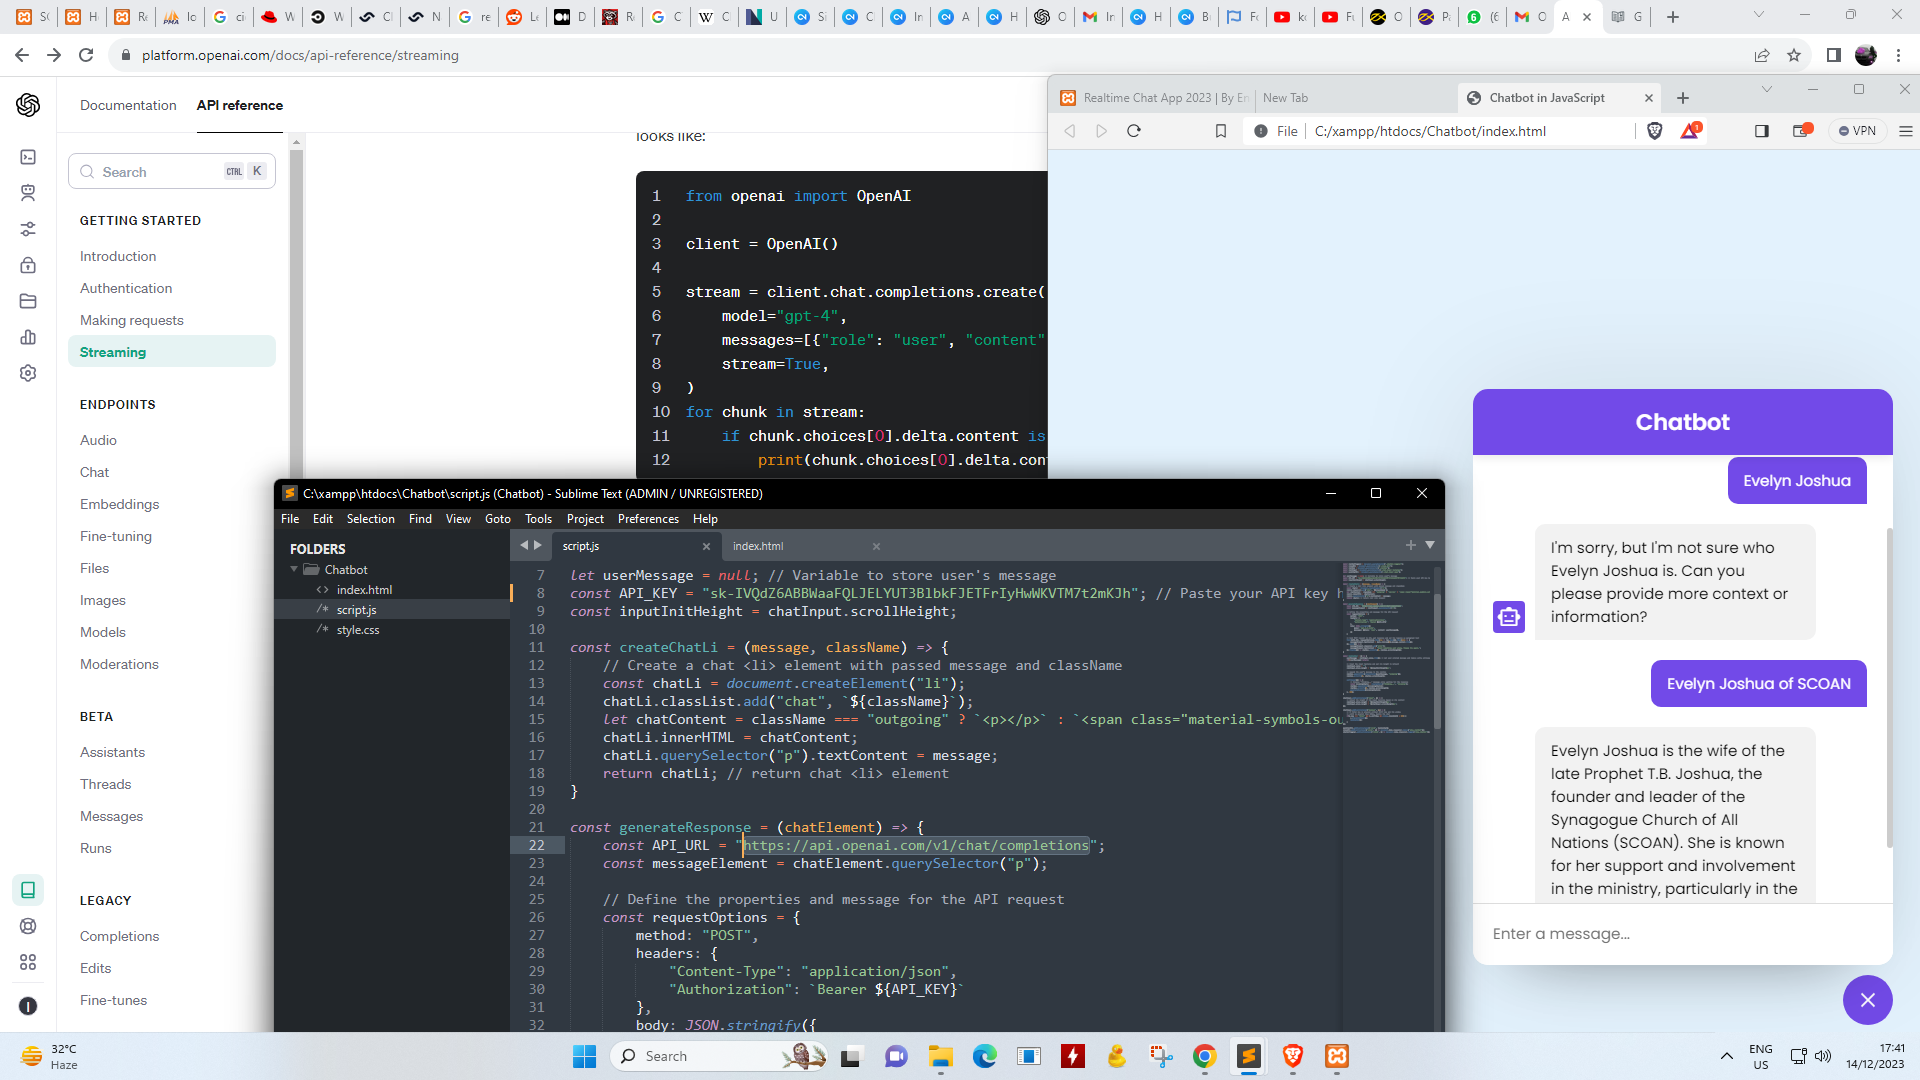 platform.openai.com/docs/api-reference/streaming
Documentation
API reference
Search
CTRL
K
GETTING STARTED
Introduction
Authentication
Making requests
Streaming
ENDPOINTS
Audio
Chat
Embeddings
Fine-tuning
Files
Images
Models
Moderations
BETA
Assistants
Threads
Messages
Runs
LEGACY
Completions
Edits
Fine-tunes
looks like:
1 from openai import OpenAI
2
3 client = OpenAI()
4
5 stream = client.chat.completions.create(
6 model="gpt-4",
7 messages=[{"role": "user", "content"
8 stream=True,
9 )
10 for chunk in stream:
11 if chunk.choices[0].delta.content is
12 print(chunk.choices[0].delta.cont
Realtime Chat App 2023 | By En
New Tab
Chatbot in JavaScript
File C:/xampp/htdocs/Chatbot/index.html
1
VPN
Chatbot
Evelyn Joshua
I'm sorry, but I'm not sure who
Evelyn Joshua is. Can you
please provide more context or
information?
Evelyn Joshua of SCOAN
Evelyn Joshua is the wife of the
late Prophet T.B. Joshua, the
founder and leader of the
Synagogue Church of All
Nations (SCOAN). She is known
for her support and involvement
in the ministry, particularly in the
Enter a message...
C:\xampp\htdocs\Chatbot\script.js (Chatbot) - Sublime Text (ADMIN / UNREGISTERED)
File Edit Selection Find View Goto Tools Project Preferences Help
FOLDERS
Chatbot
<> index.html
/* script.js
/* style.css
script.js
index.html
7 let userMessage = null; // Variable to store user's message
8 const API_KEY = ""; // Paste your API key h
9 const inputInitHeight = chatInput.scrollHeight;
10
11 const createChatLi = (message, className) => {
12 // Create a chat <li> element with passed message and className
13 const chatLi = document.createElement("li");
14 chatLi.classList.add("chat", `${className}`);
15 let chatContent = className === "outgoing" ? `<p></p>` : `<span class="material-symbols-ou
16 chatLi.innerHTML = chatContent;
17 chatLi.querySelector("p").textContent = message;
18 return chatLi; // return chat <li> element
19 }
20
21 const generateResponse = (chatElement) => {
22 const API_URL = "https://api.openai.com/v1/chat/completions";
23 const messageElement = chatElement.querySelector("p");
24
25 // Define the properties and message for the API request
26 const requestOptions = {
27 method: "POST",
28 headers: {
29 "Content-Type": "application/json",
30 "Authorization": `Bearer ${API_KEY}`
31 },
32 body: JSON.stringify({
32°C
Haze
Search
ENG
US
17:41
14/12/2023